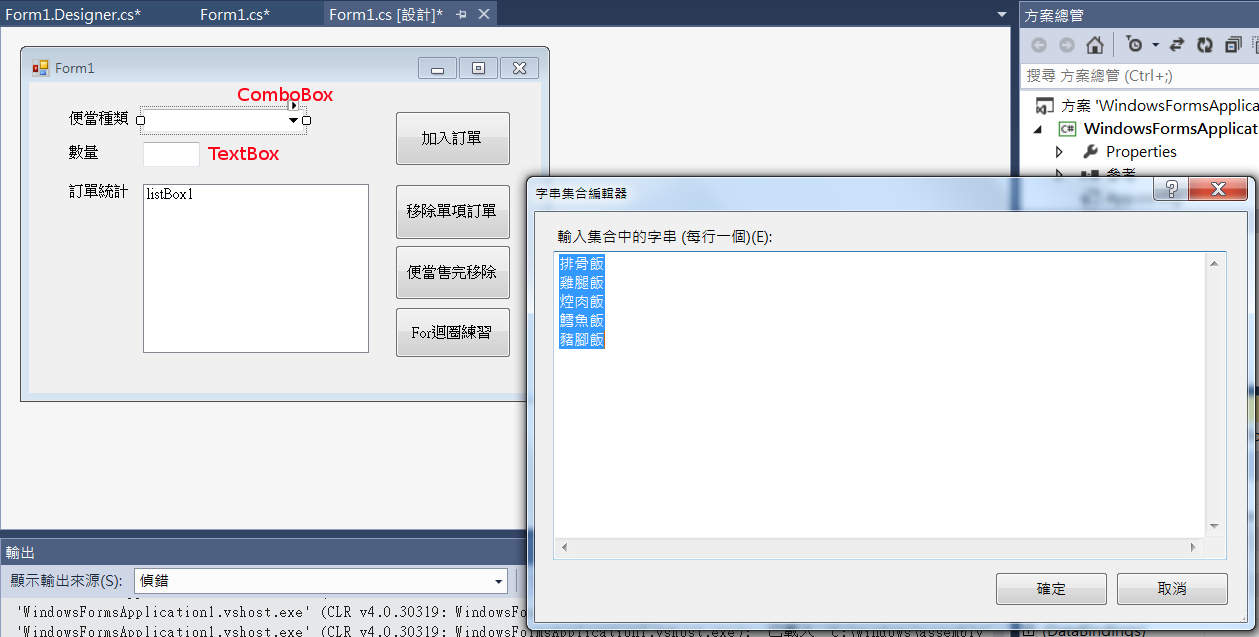 Form1.Designer.cs*
Form1.cs*
Form1.cs [設計]*
方案總管
搜尋 方案總管 (Ctrl+;)
方案 'WindowsFormsApplica
C# WindowsFormsApplicat
Properties
參考
Form1
ComboBox
便當種類
數量
TextBox
訂單統計
listBox1
加入訂單
移除單項訂單
便當售完移除
For迴圈練習
字串集合編輯器
輸入集合中的字串 (每行一個)(E):
排骨飯
雞腿飯
焢肉飯
鱈魚飯
豬腳飯
確定
取消
輸出
顯示輸出來源(S):
偵錯
'WindowsFormsApplication1.vshost.exe' (CLR v4.0.30319: WindowsFo
'WindowsFormsApplication1.vshost.exe' (CLR v4.0.30319: WindowsFormsApplication1.vshost.exe): 已載入 'C:\Windows\assembly
(DataBindings)